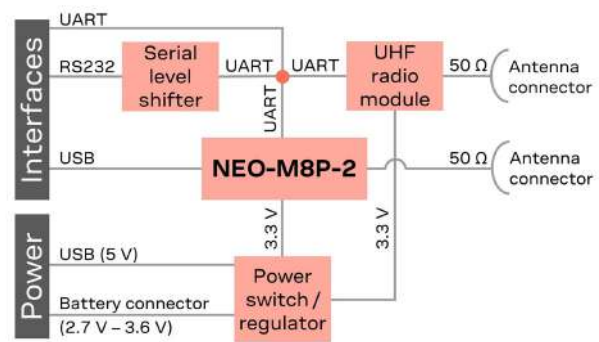 UART
Interfaces
RS232
Serial
level
shifter
UART
UART
UHF
radio
module
50 Ω
Antenna
connector
UART
USB
NEO-M8P-2
50 Ω
Antenna
connector
3.3 V
3.3 V
Power
USB (5 V)
Battery connector
(2.7 V – 3.6 V)
Power
switch /
regulator